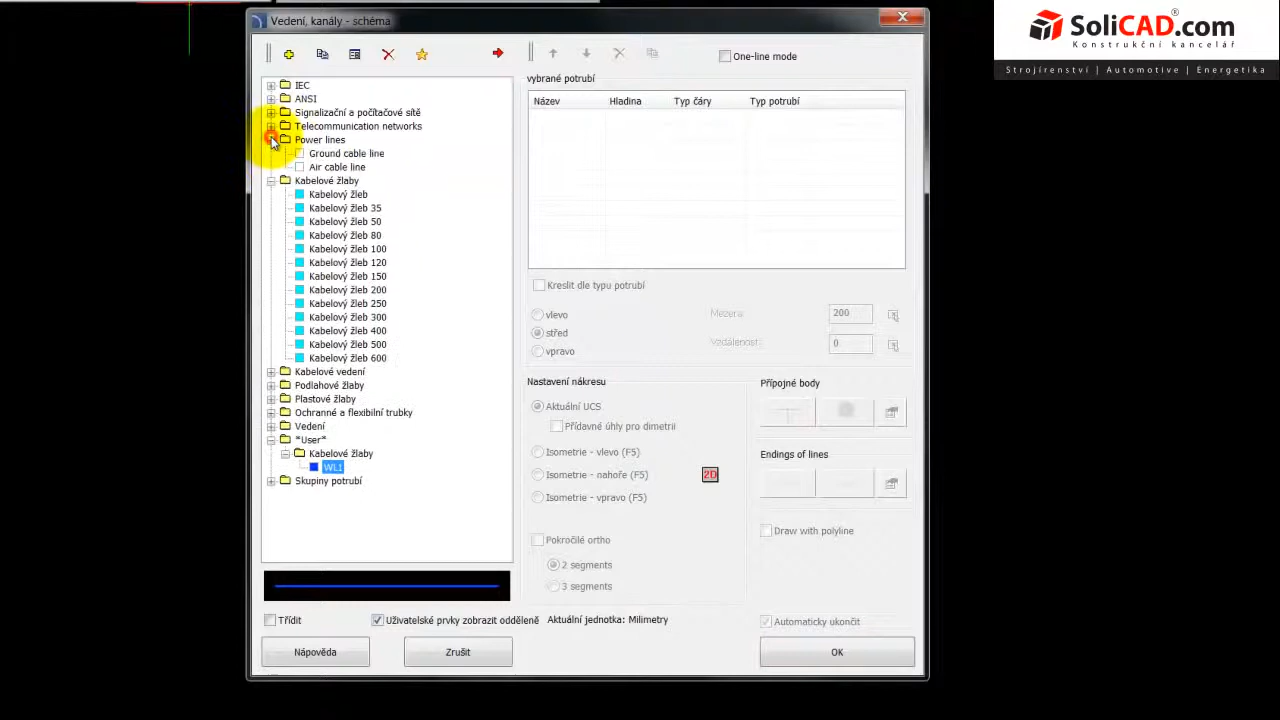 Vedení, kanály - schéma
SoliCAD.com
Konstrukční kancelář
Strojírenství | Automotive | Energetika
One-line mode
IEC
ANSI
Signalizační a počítačové sítě
Telecommunication networks
Power lines
Ground cable line
Air cable line
Kabelové žlaby
Kabelový žleb
Kabelový žleb 35
Kabelový žleb 50
Kabelový žleb 80
Kabelový žleb 100
Kabelový žleb 120
Kabelový žleb 150
Kabelový žleb 200
Kabelový žleb 250
Kabelový žleb 300
Kabelový žleb 400
Kabelový žleb 500
Kabelový žleb 600
Kabelové vedení
Podlahové žlaby
Plastové žlaby
Ochranné a flexibilní trubky
Vedení
*User*
Kabelové žlaby
WL1
Skupiny potrubí
vybrané potrubí
Název Hladina Typ čáry Typ potrubí
Kreslit dle typu potrubí
vlevo
střed
vpravo
Mezera: 200
Vzdálenost: 0
Nastavení nákresu
Aktuální UCS
Přídavné úhly pro dimetrii
Isometrie - vlevo (F5)
Isometrie - nahoře (F5)
2D
Isometrie - vpravo (F5)
Pokročilé ortho
2 segments
3 segments
Přípojné body
Endings of lines
Draw with polyline
Třídit
Uživatelské prvky zobrazit odděleně
Aktuální jednotka: Milimetry
Automaticky ukončit
Nápověda
Zrušit
OK